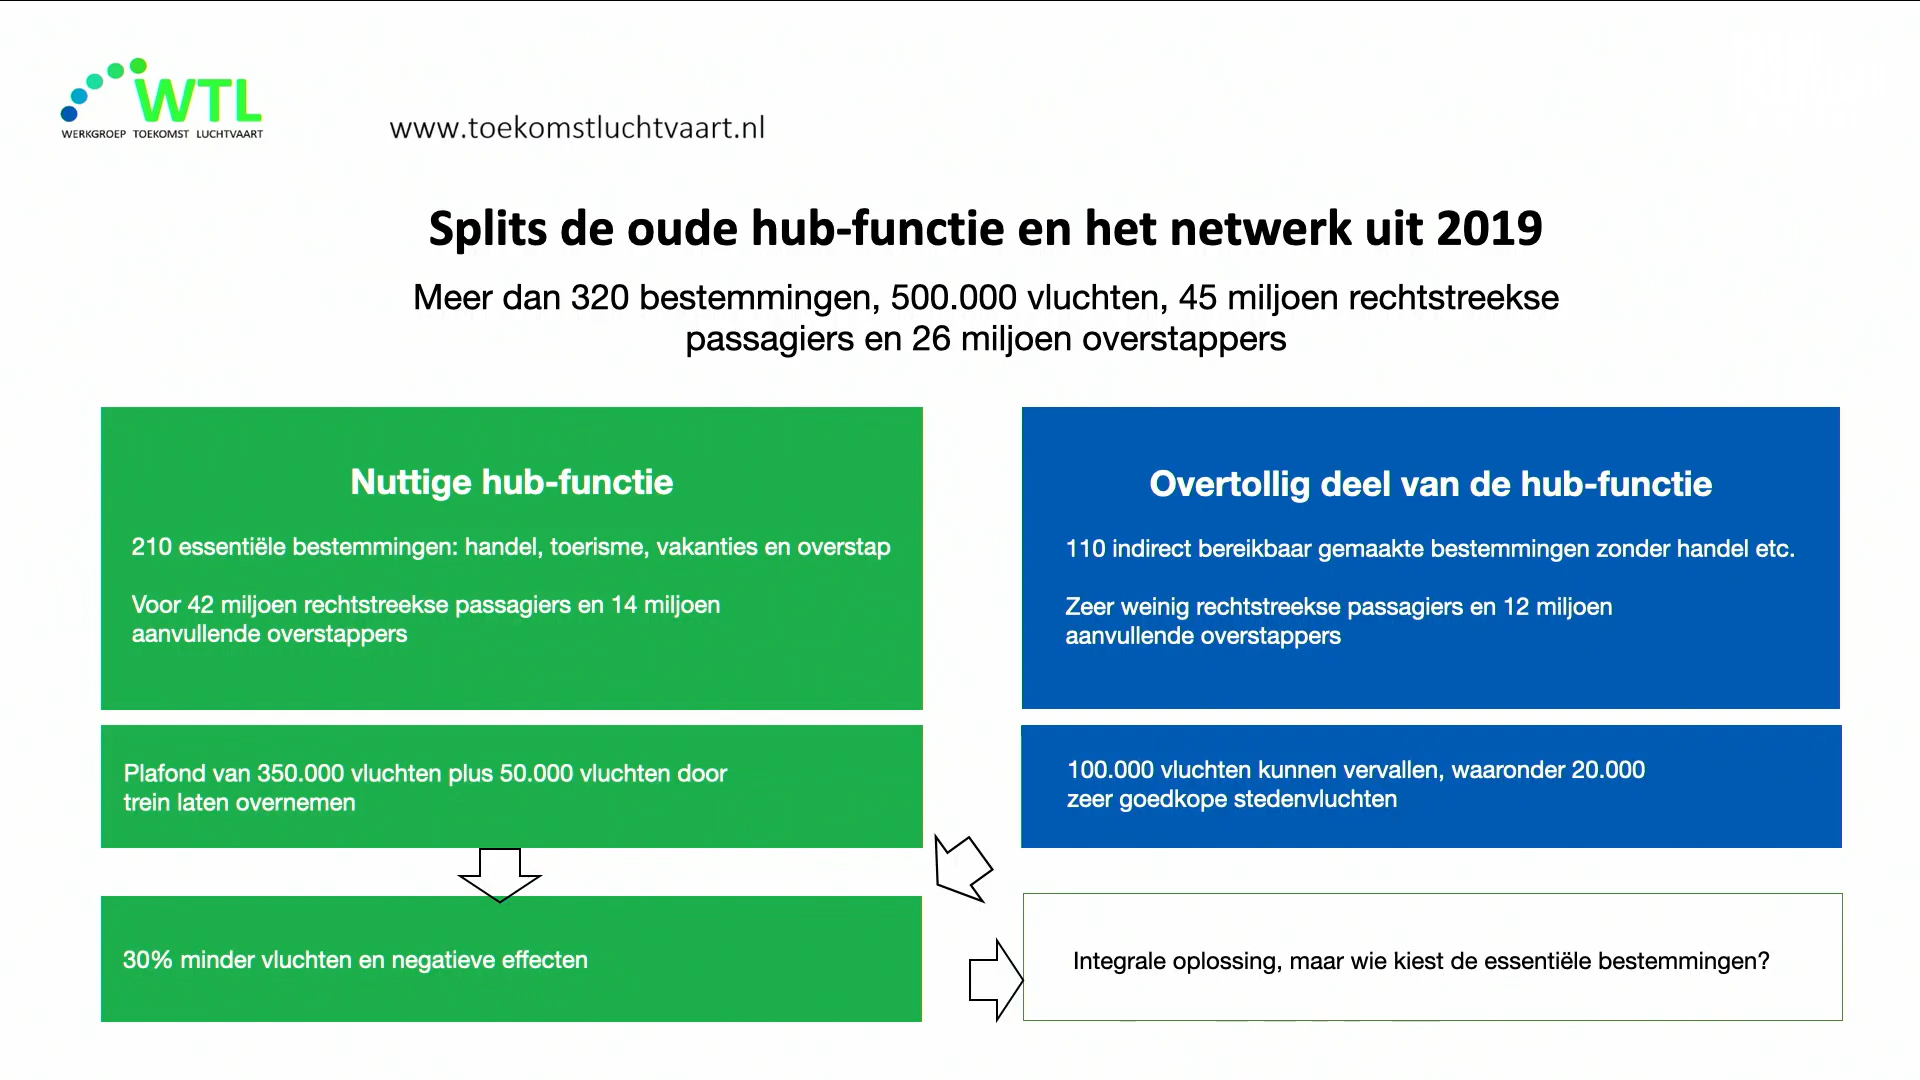 WTL
WERKGROEP TOEKOMST LUCHTVAART
www.toekomstluchtvaart.nl
Splits de oude hub-functie en het netwerk uit 2019
Meer dan 320 bestemmingen, 500.000 vluchten, 45 miljoen rechtstreekse
passagiers en 26 miljoen overstappers
Nuttige hub-functie
210 essentiële bestemmingen: handel, toerisme, vakanties en overstap
Voor 42 miljoen rechtstreekse passagiers en 14 miljoen
aanvullende overstappers
Overtollig deel van de hub-functie
110 indirect bereikbaar gemaakte bestemmingen zonder handel etc.
Zeer weinig rechtstreekse passagiers en 12 miljoen
aanvullende overstappers
Plafond van 350.000 vluchten plus 50.000 vluchten door
trein laten overnemen
100.000 vluchten kunnen vervallen, waaronder 20.000
zeer goedkope stedenvluchten
30% minder vluchten en negatieve effecten
Integrale oplossing, maar wie kiest de essentiële bestemmingen?